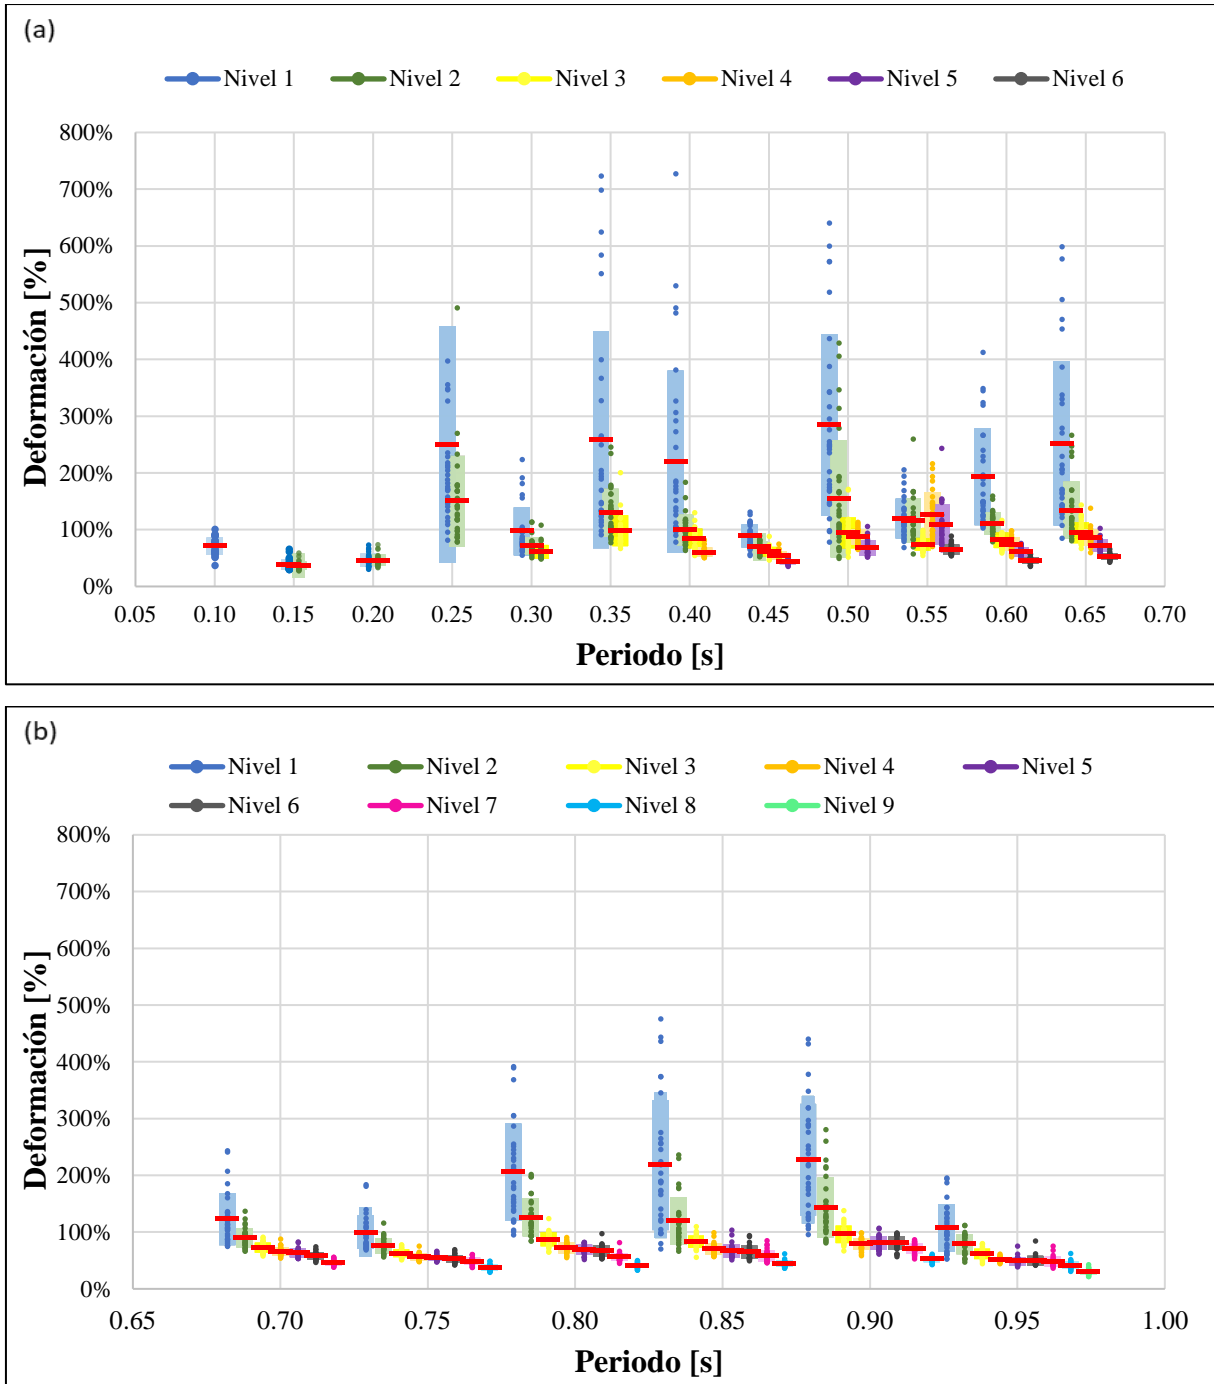 (a)
Nivel 1 Nivel 2 Nivel 3 Nivel 4 Nivel 5 Nivel 6
800%
700%
600%
500%
400%
300%
200%
100%
0%
Deformación [%]
0.05 0.10 0.15 0.20 0.25 0.30 0.35 0.40 0.45 0.50 0.55 0.60 0.65 0.70
Periodo [s]
(b)
Nivel 1 Nivel 2 Nivel 3 Nivel 4 Nivel 5
Nivel 6 Nivel 7 Nivel 8 Nivel 9
800%
700%
600%
500%
400%
300%
200%
100%
0%
Deformación [%]
0.65 0.70 0.75 0.80 0.85 0.90 0.95 1.00
Periodo [s]